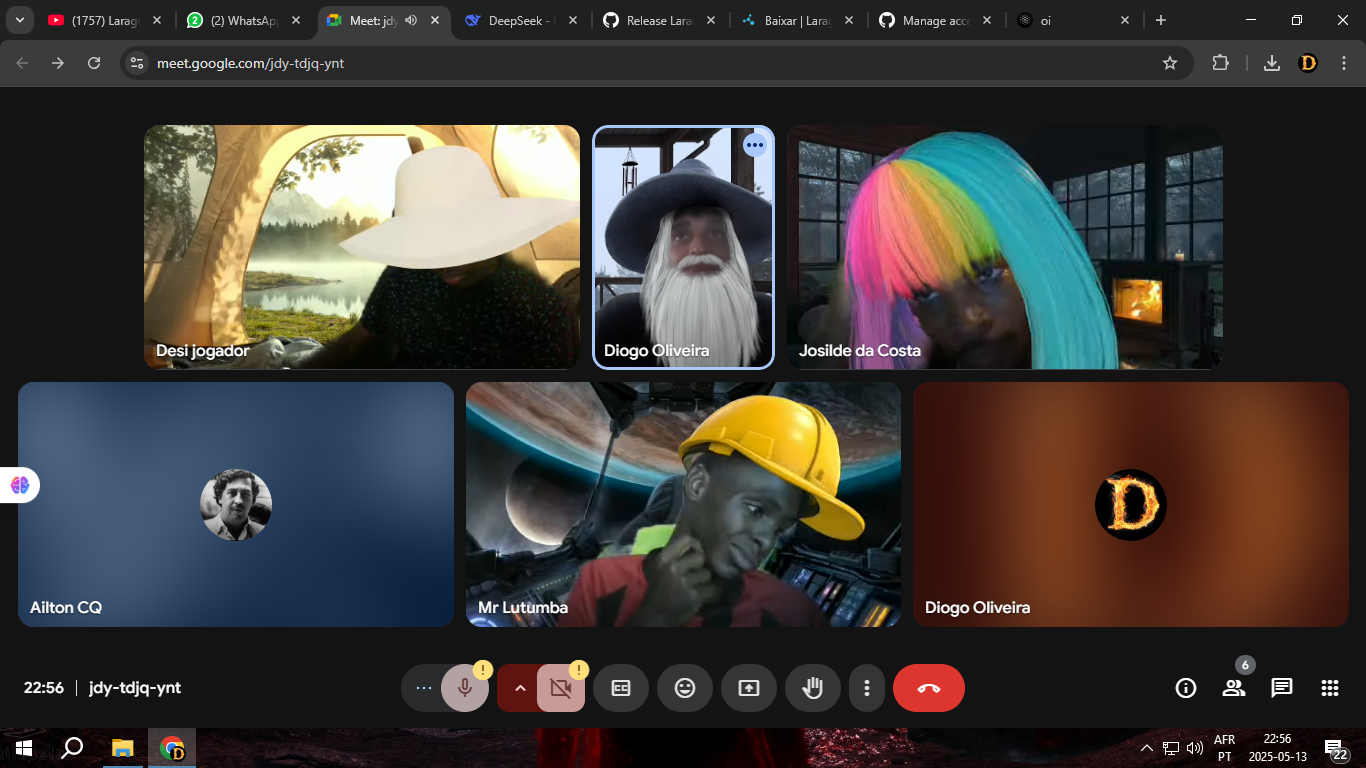 (1757) Larag
(2) WhatsAp
Meet: jdy
DeepSeek -
Release Lara
Baixar | Lara
Manage acc
oi
meet.google.com/jdy-tdjq-ynt
D
Desi jogador
Diogo Oliveira
Josilde da Costa
D
Ailton CQ
Mr Lutumba
Diogo Oliveira
22:56 | jdy-tdjq-ynt
CC
6
AFR
PT
22:56
2025-05-13
22